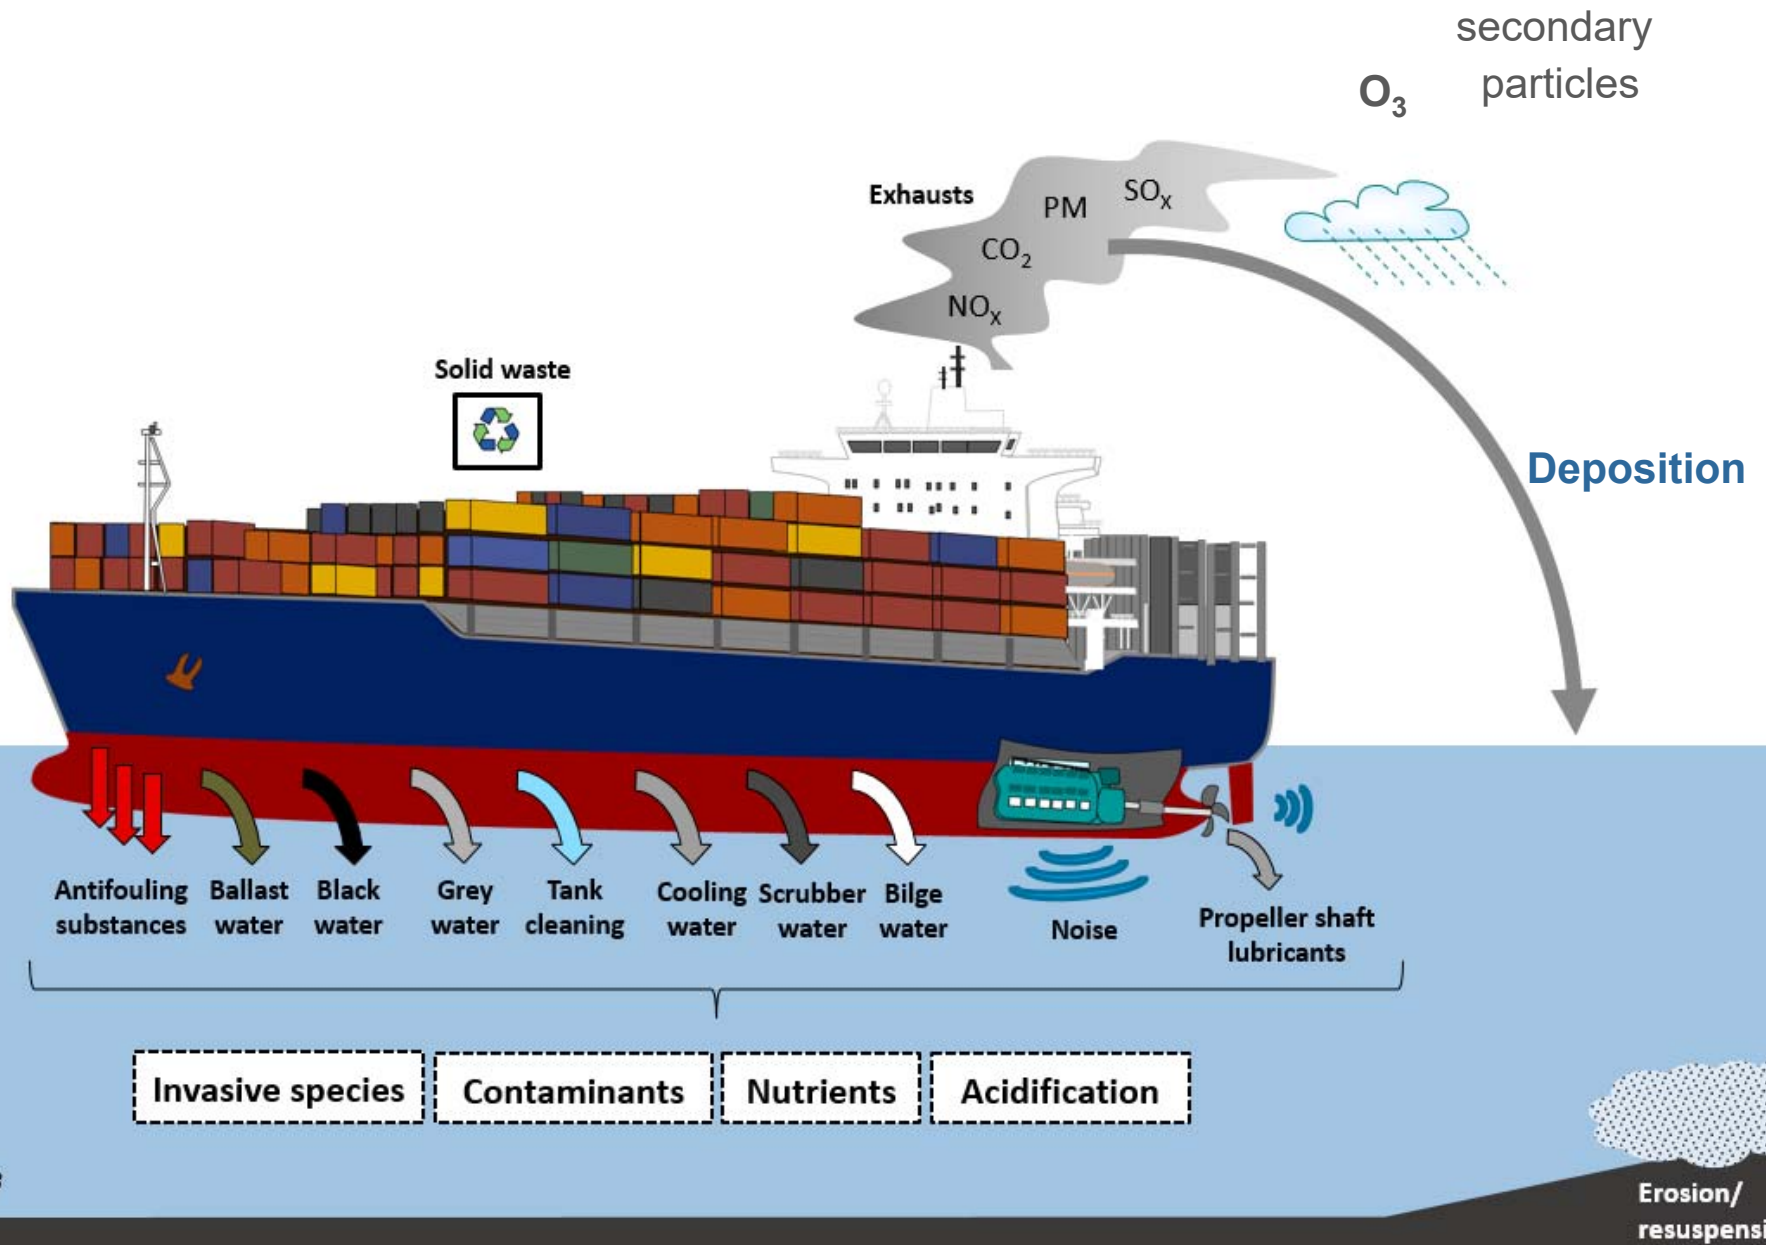 secondary
particles
O₃
Exhausts
PM
SOₓ
CO₂
NOₓ
Solid waste
Deposition
Antifouling
substances
Ballast
water
Black
water
Grey
water
Tank
cleaning
Cooling
water
Scrubber
water
Bilge
water
Noise
Propeller shaft
lubricants
Invasive species
Contaminants
Nutrients
Acidification
Erosion/
resuspensi